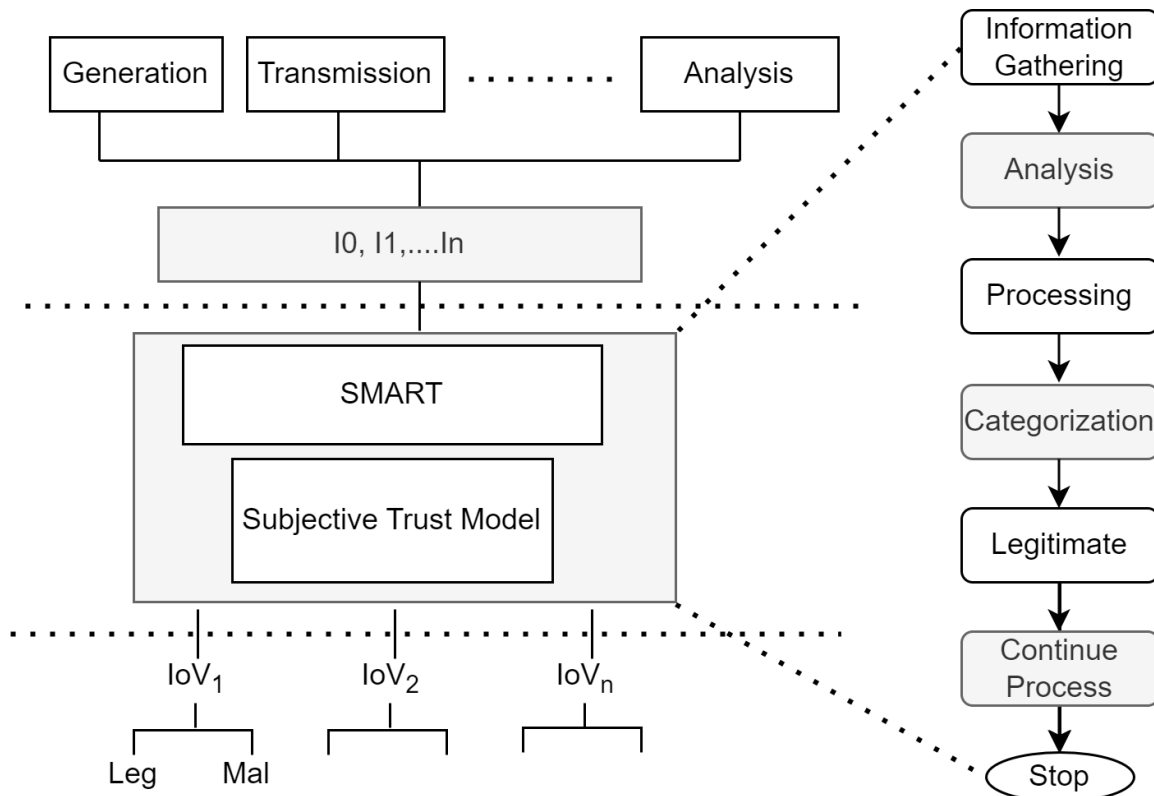 Generation
Transmission
Analysis
I0, I1,....In
SMART
Subjective Trust Model
IoV1
IoV2
IoVn
Leg
Mal
Information
Gathering
Analysis
Processing
Categorization
Legitimate
Continue
Process
Stop